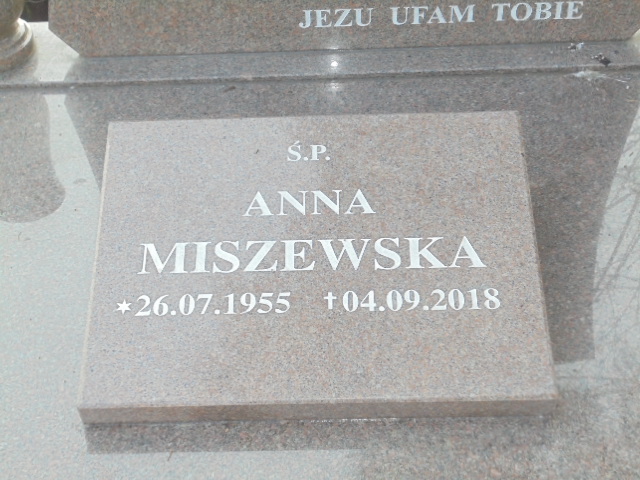 JEZU UFAM TOBIE
Ś.P.
ANNA
MISZEWSKA
✶26.07.1955 †04.09.2018